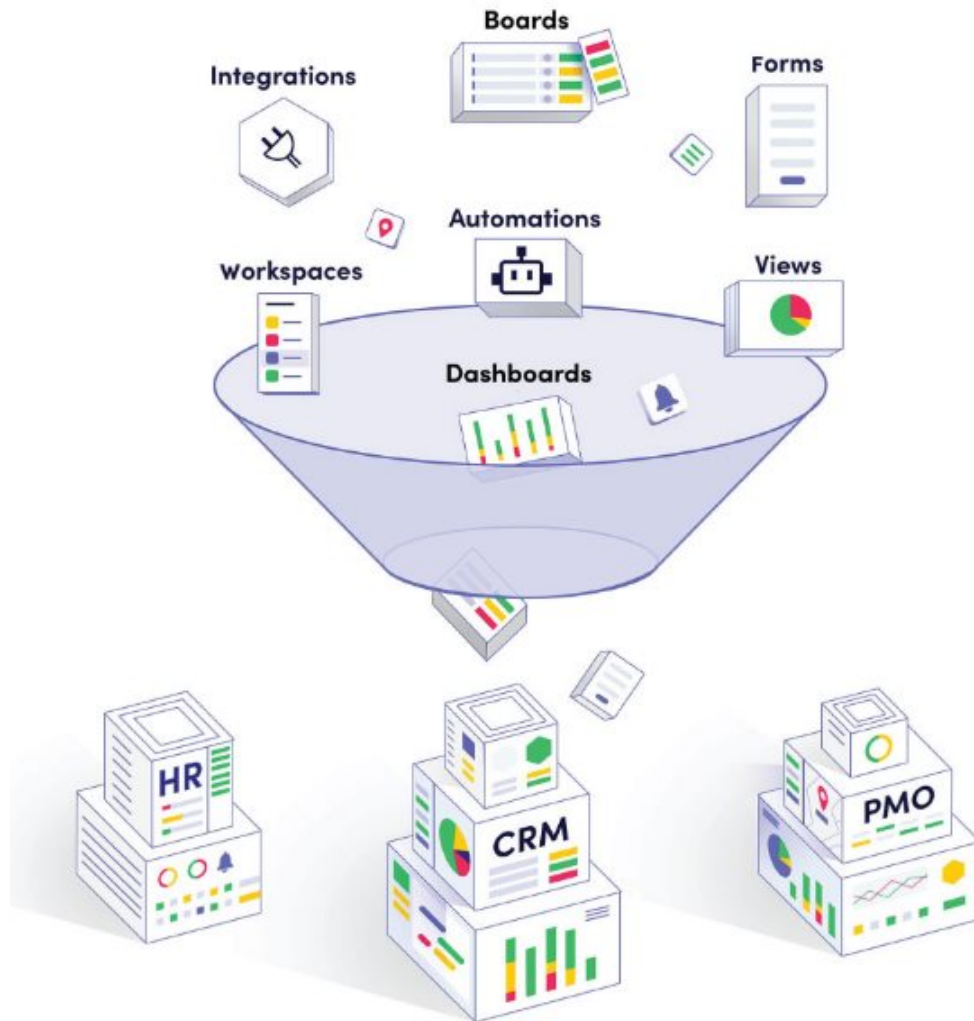 Boards
Integrations
Forms
Automations
Workspaces
Views
Dashboards
HR
CRM
PMO